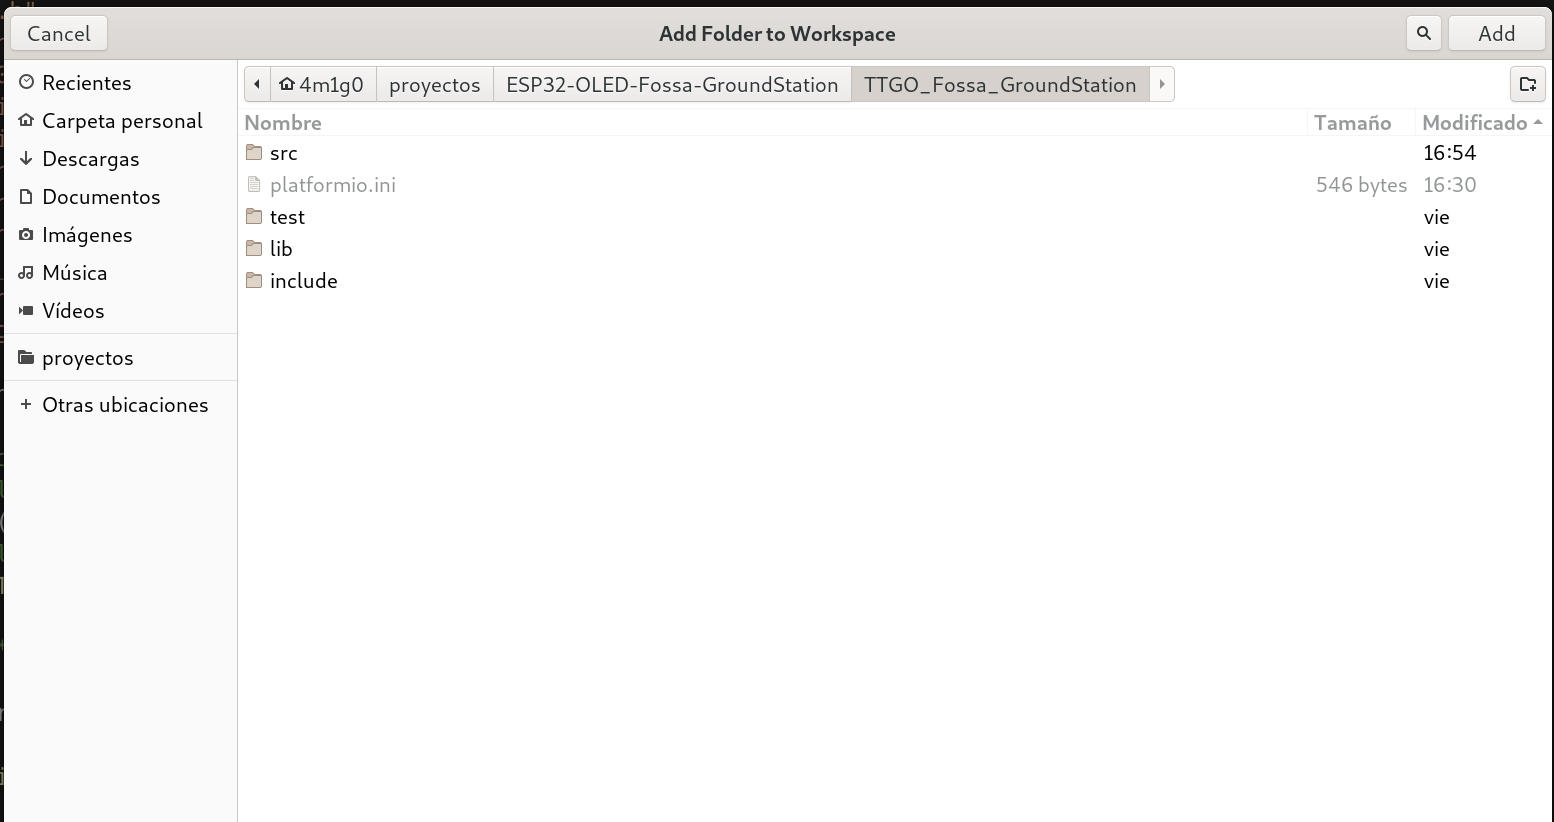 Cancel Add Folder to Workspace Add
Recientes
Carpeta personal
Descargas
Documentos
Imágenes
Música
Vídeos
proyectos
Otras ubicaciones
4m1g0 proyectos ESP32-OLED-Fossa-GroundStation TTGO_Fossa_GroundStation
Nombre Tamaño Modificado
src 16:54
platformio.ini 546 bytes 16:30
test vie
lib vie
include vie